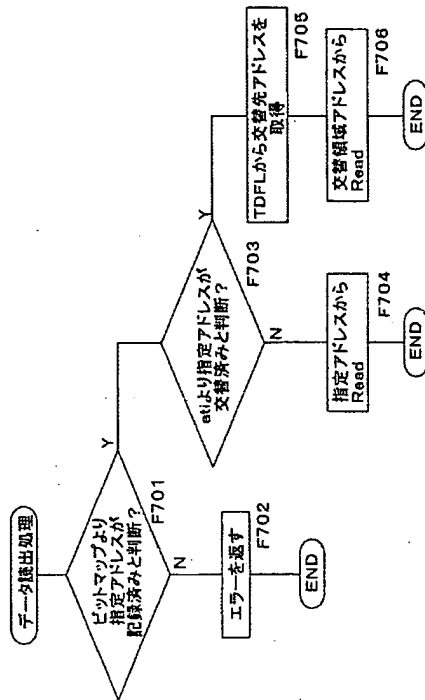 データ読出処理
ビットマップより
指定アドレスが
記録済みと判断?
F701
Y
N
エラーを返す
F702
END
atiより指定アドレスが
交替済みと判断?
F703
Y
N
指定アドレスから
Read
F704
END
TDFLから交替先アドレスを
取得
F705
交替領域アドレスから
Read
F706
END